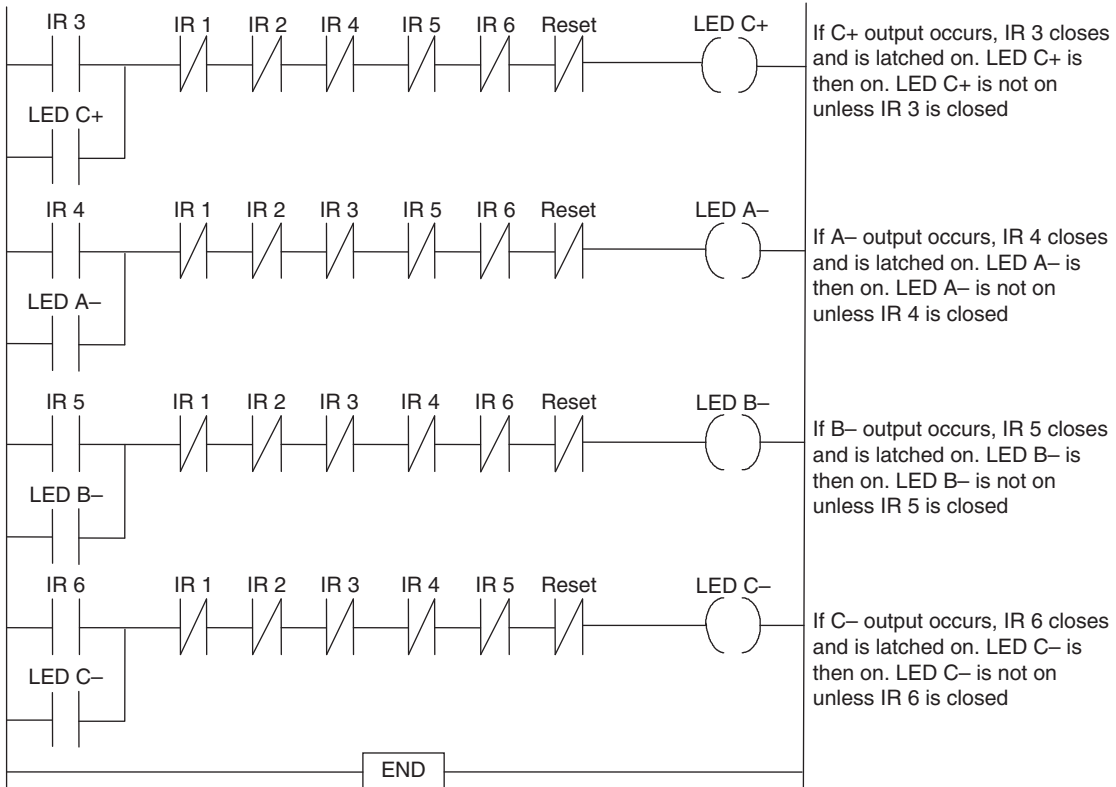 IR 3 IR 1 IR 2 IR 4 IR 5 IR 6 Reset LED C+
LED C+
If C+ output occurs, IR 3 closes
and is latched on. LED C+ is
then on. LED C+ is not on
unless IR 3 is closed
IR 4 IR 1 IR 2 IR 3 IR 5 IR 6 Reset LED A–
LED A–
If A– output occurs, IR 4 closes
and is latched on. LED A– is
then on. LED A– is not on
unless IR 4 is closed
IR 5 IR 1 IR 2 IR 3 IR 4 IR 6 Reset LED B–
LED B–
If B– output occurs, IR 5 closes
and is latched on. LED B– is
then on. LED B– is not on
unless IR 5 is closed
IR 6 IR 1 IR 2 IR 3 IR 4 IR 5 Reset LED C–
LED C–
If C– output occurs, IR 6 closes
and is latched on. LED C– is
then on. LED C– is not on
unless IR 6 is closed
END